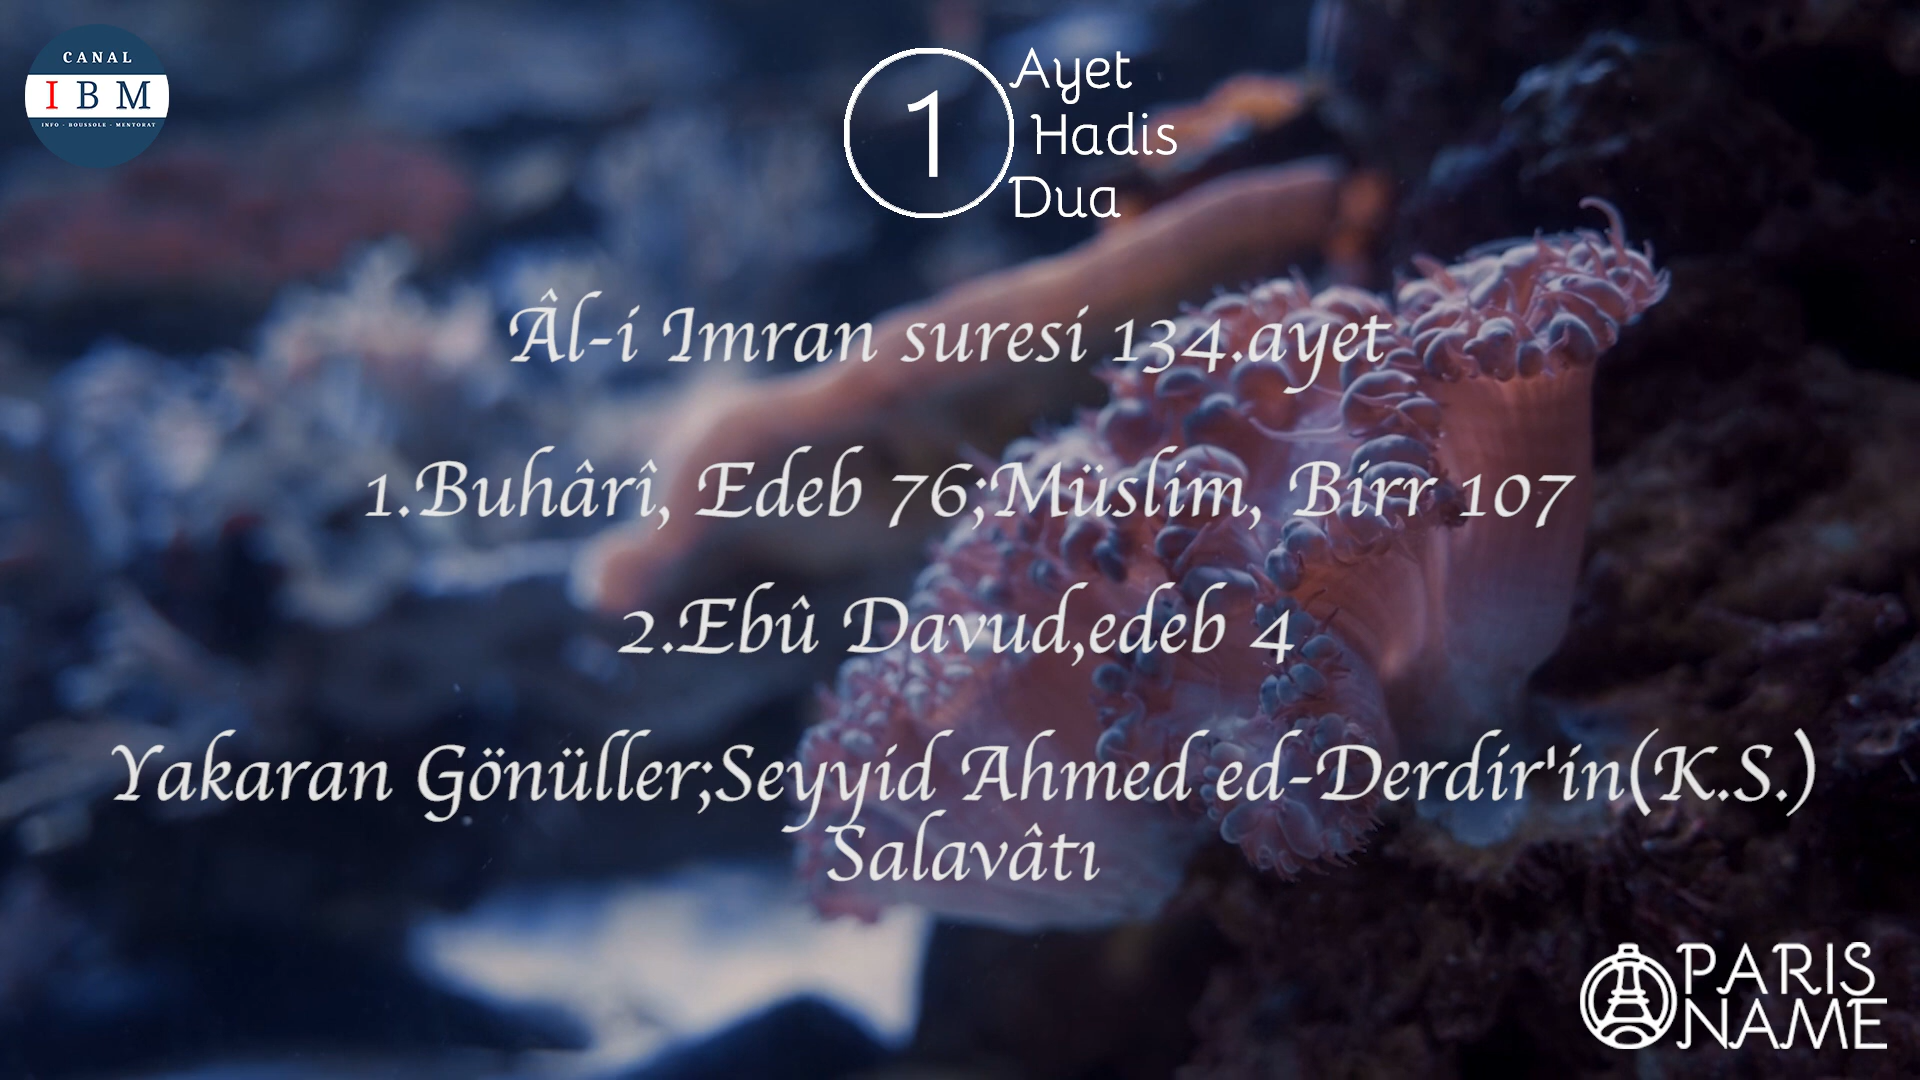 CANAL
IBM
INFO - BOUSSOLE - MENTORAT
1
Ayet
Hadis
Dua
Âl-i Imran suresi 134.ayet
1.Buhârî, Edeb 76;Müslim, Birr 107
2.Ebû Davud,edeb 4
Yakaran Gönüller;Seyyid Ahmed ed-Derdir'in(K.S.)
Salavâtı
PARIS
NAME